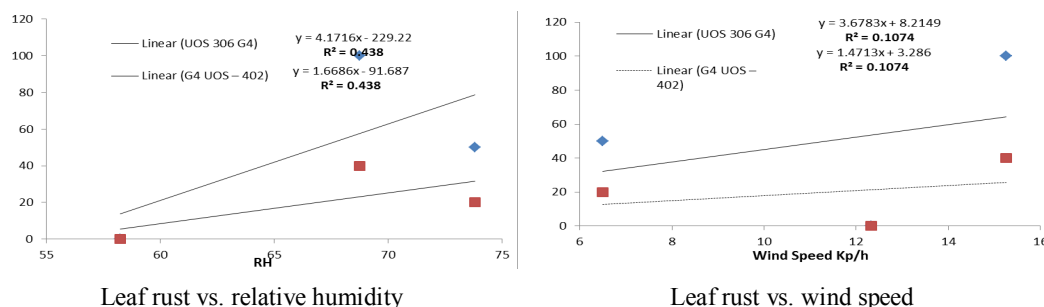 120
100
80
60
40
20
0
Linear (UOS 306 G4)
Linear (G4 UOS – 402)
y = 4.1716x - 229.22
R² = 0.438
y = 1.6686x - 91.687
R² = 0.438
55
60
65
70
75
RH
Leaf rust vs. relative humidity
120
100
80
60
40
20
0
Linear (UOS 306 G4)
Linear (G4 UOS –
402)
y = 3.6783x + 8.2149
R² = 0.1074
y = 1.4713x + 3.286
R² = 0.1074
6
8
10
12
14
16
Wind Speed Kp/h
Leaf rust vs. wind speed